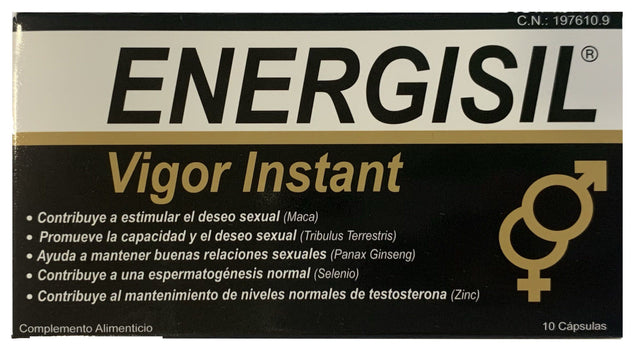 C.N.: 197610.9
ENERGISIL®
Vigor Instant
• Contribuye a estimular el deseo sexual (Maca)
• Promueve la capacidad y el deseo sexual (Tribulus Terrestris)
• Ayuda a mantener buenas relaciones sexuales (Panax Ginseng)
• Contribuye a una espermatogénesis normal (Selenio)
• Contribuye al mantenimiento de niveles normales de testosterona (Zinc)
Complemento Alimenticio
10 Cápsulas